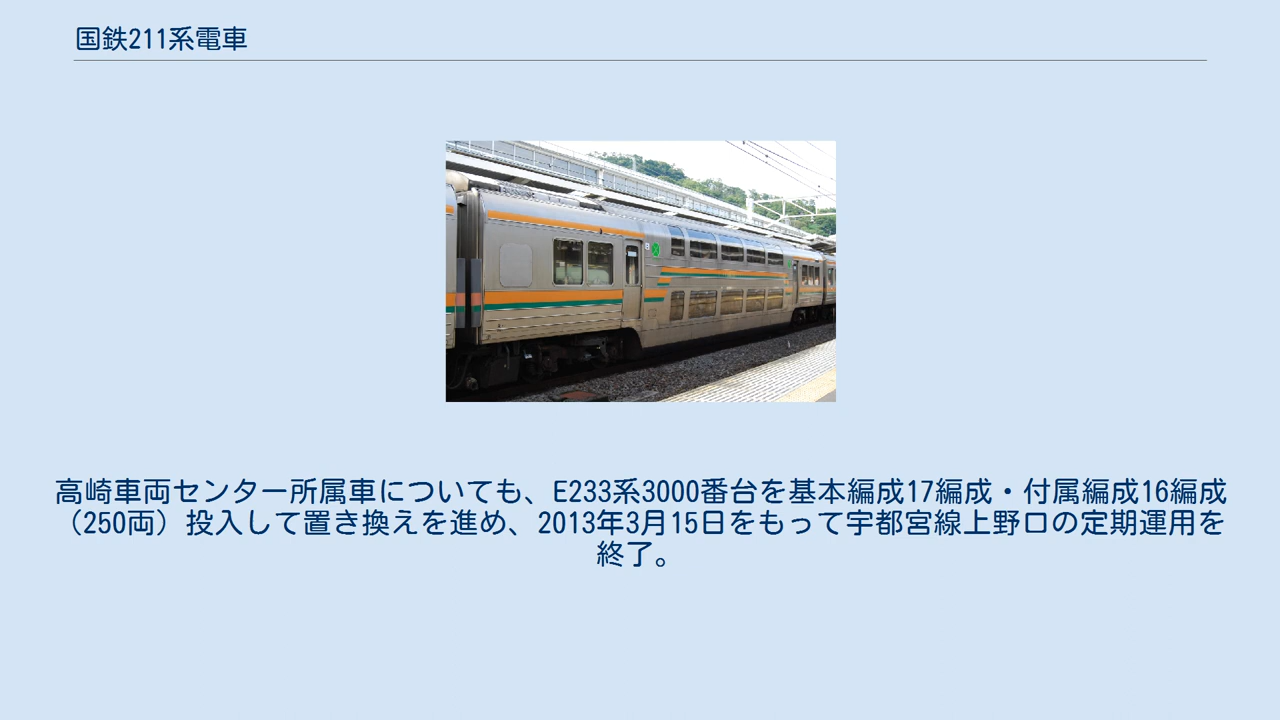 国鉄211系電車
8
高崎車両センター所属車についても、E233系3000番台を基本編成17編成・付属編成16編成
（250両）投入して置き換えを進め、2013年3月15日をもって宇都宮線上野口の定期運用を
終了。